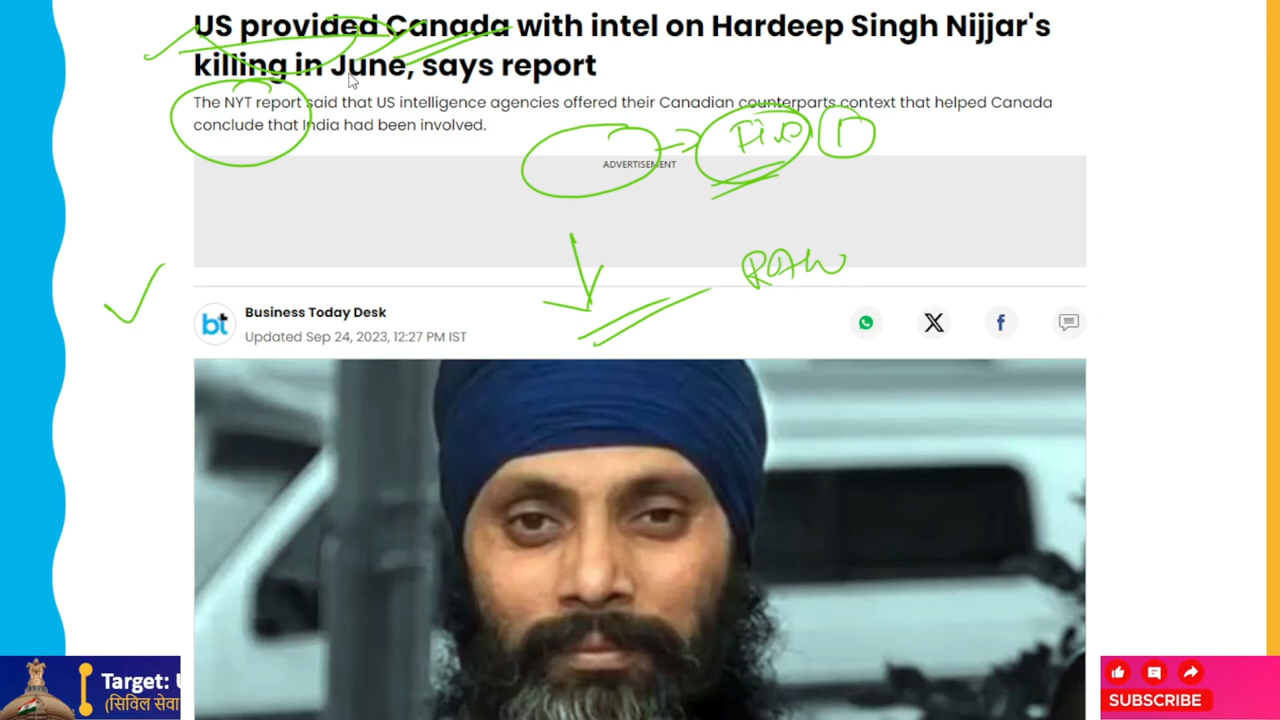 US provided Canada with intel on Hardeep Singh Nijjar's
killing in June, says report
The NYT report said that US intelligence agencies offered their Canadian counterparts context that helped Canada
conclude that India had been involved.
Five
ADVERTISEMENT
RAW
bt
Business Today Desk
Updated Sep 24, 2023, 12:27 PM IST
Target: U
(सिविल सेवा
SUBSCRIBE